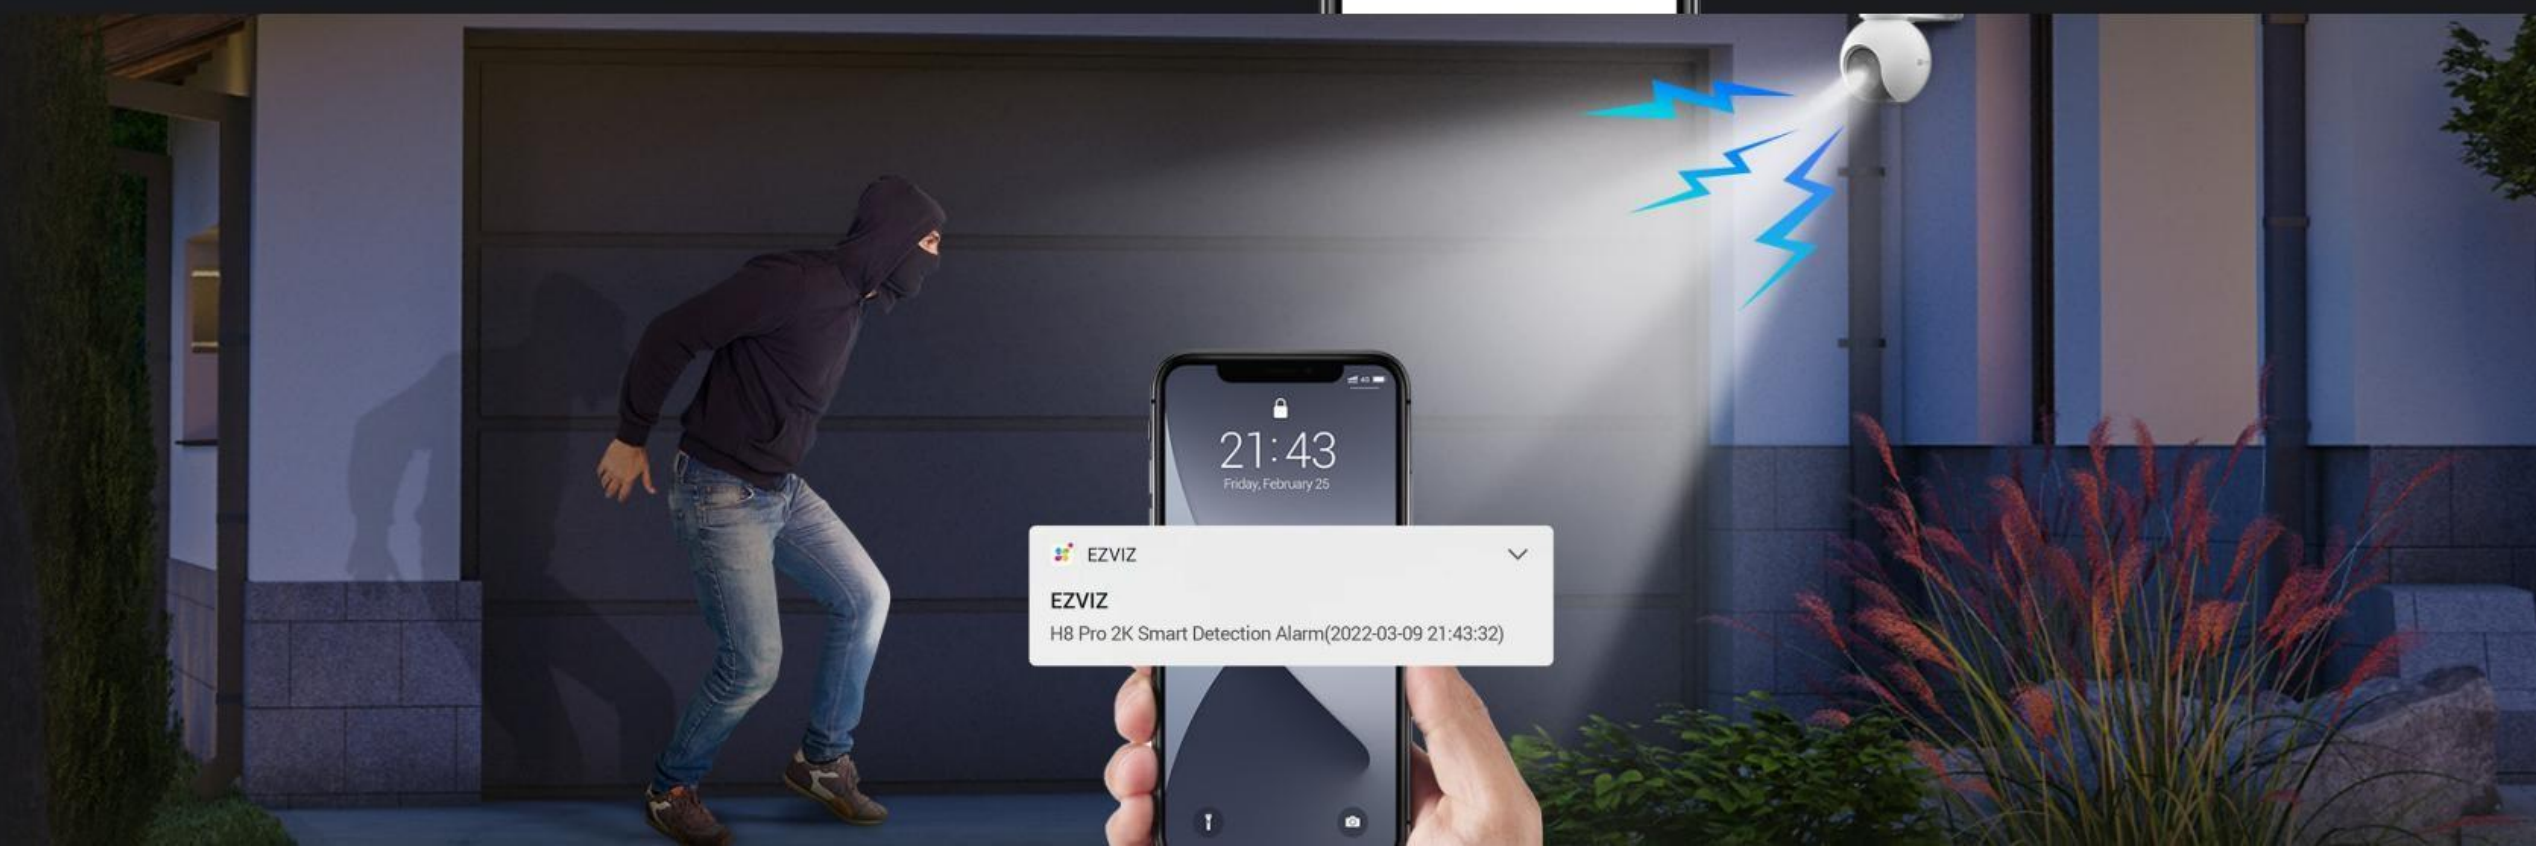 4G
21:43
Friday, February 25
EZVIZ
EZVIZ
H8 Pro 2K Smart Detection Alarm(2022-03-09 21:43:32)